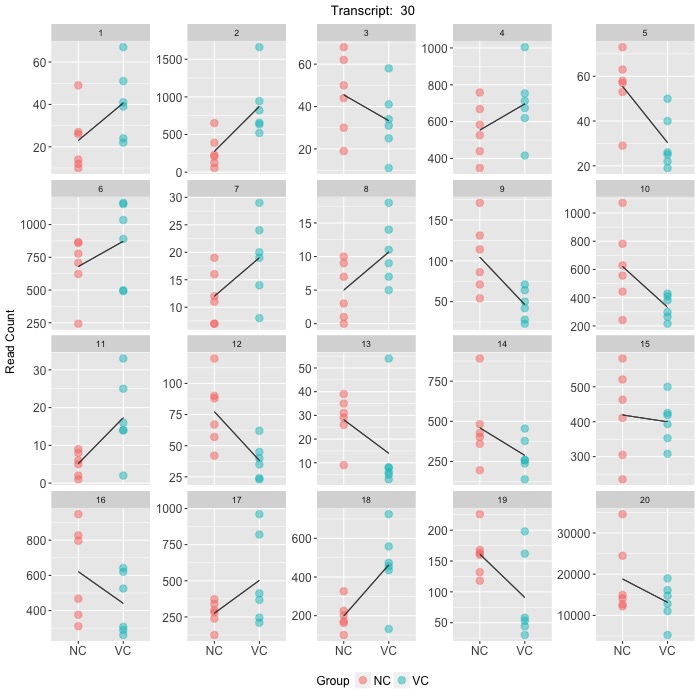 Transcript: 30
Read Count
1 2 3 4 5
60 40 20
1500 1000 500 0
60 40 20
1000 800 600 400
60 40 20
6 7 8 9 10
1000 750 500 250
30 25 20 15 10
15 10 5 0
150 100 50
1000 800 600 400 200
11 12 13 14 15
30 20 10 0
100 75 50 25
50 40 30 20 10
750 500 250
500 400 300
16 17 18 19 20
800 600 400
1000 750 500 250
600 400 200
200 150 100 50
30000 20000 10000
NC VC NC VC NC VC NC VC NC VC
Group NC VC